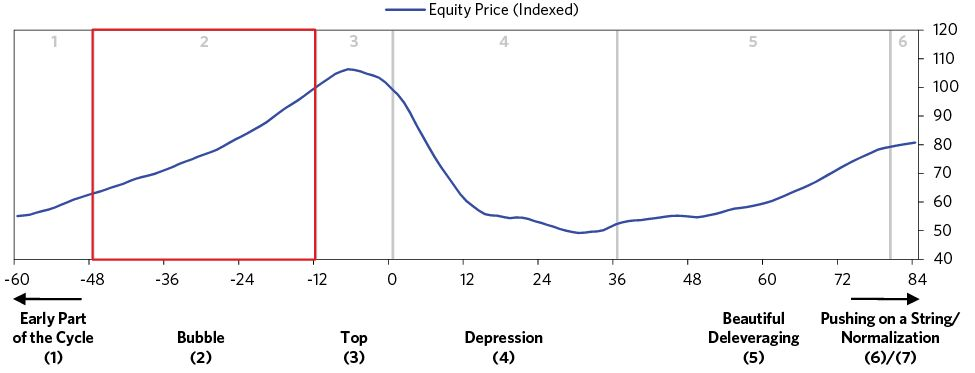 Equity Price (Indexed)
1 2 3 4 5 6
120
110
100
90
80
70
60
50
40
-60 -48 -36 -24 -12 0 12 24 36 48 60 72 84
Early Part
of the Cycle
(1)
Bubble
(2)
Top
(3)
Depression
(4)
Beautiful
Deleveraging
(5)
Pushing on a String/
Normalization
(6)/(7)